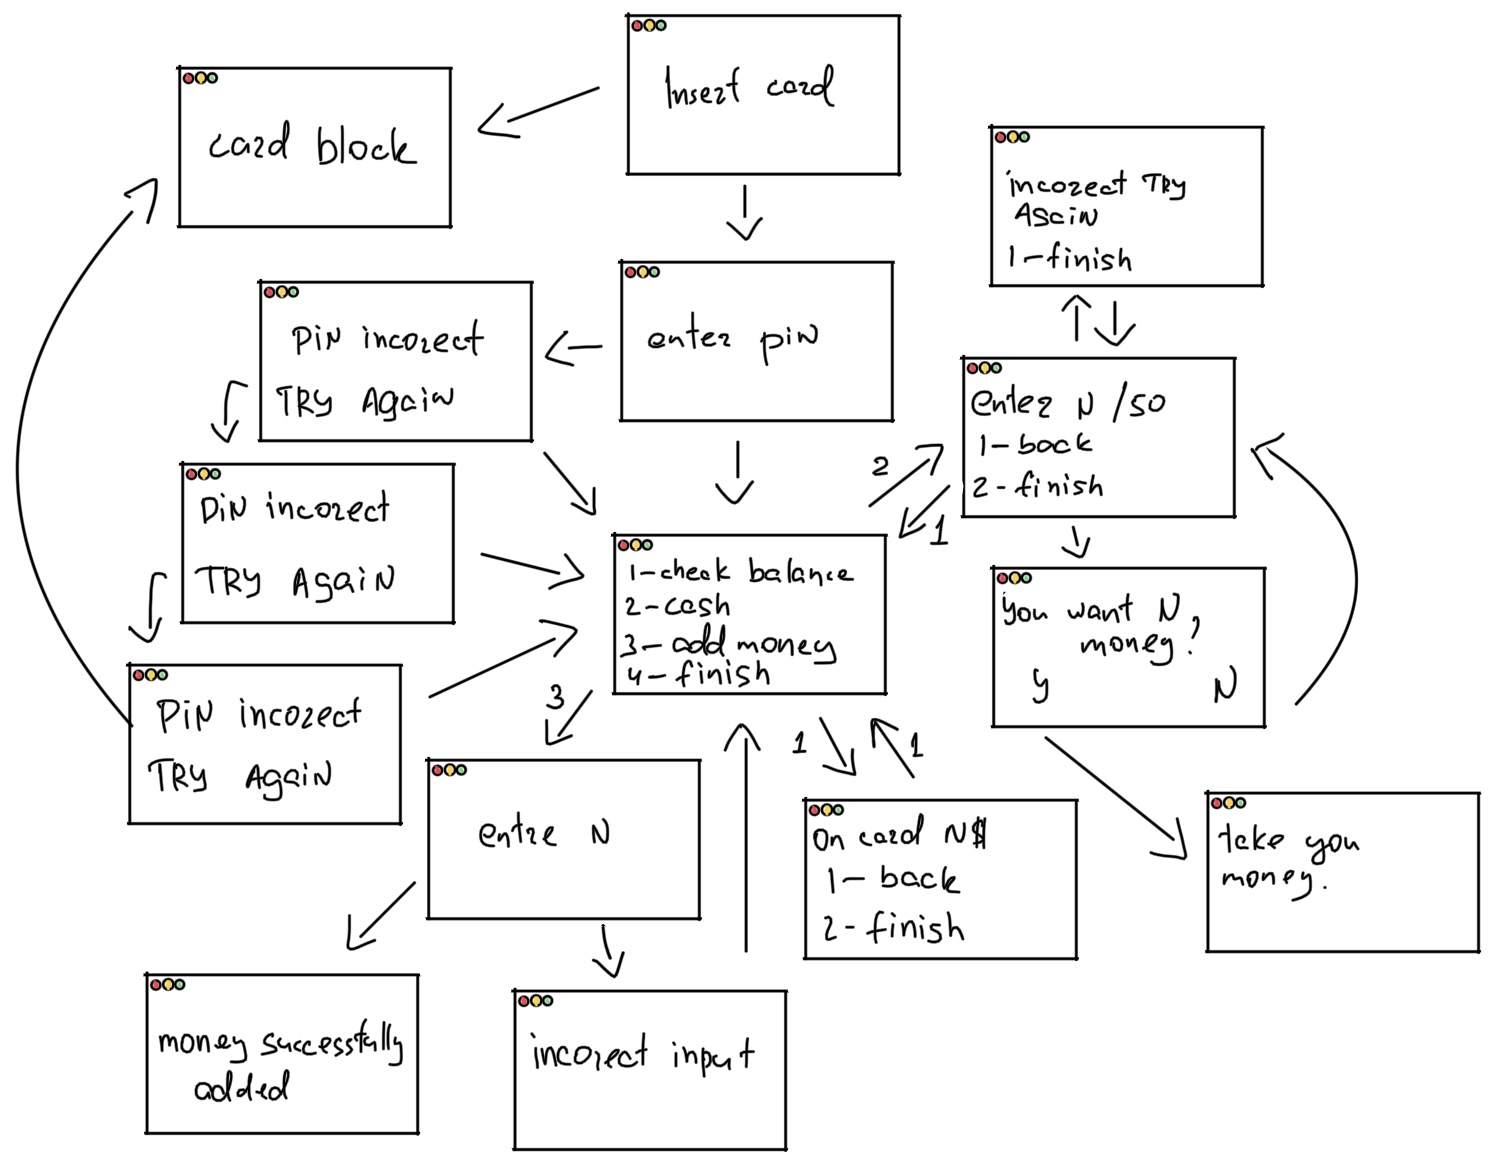 Insert card
card block
incorect TRY
AGaiN
1-finish
PiN incorect
TRY Again
enter piN
enter N /50
1-back
2-finish
PiN incorect
TRY AgaiN
2
1
1-check balance
2-cash
3-add money
4-finish
you want N
money?
y N
PiN incorect
TRY AgaiN
3
1
1
entre N
On card N$
1- back
2-finish
take you
money.
money successfully
added
incorect input